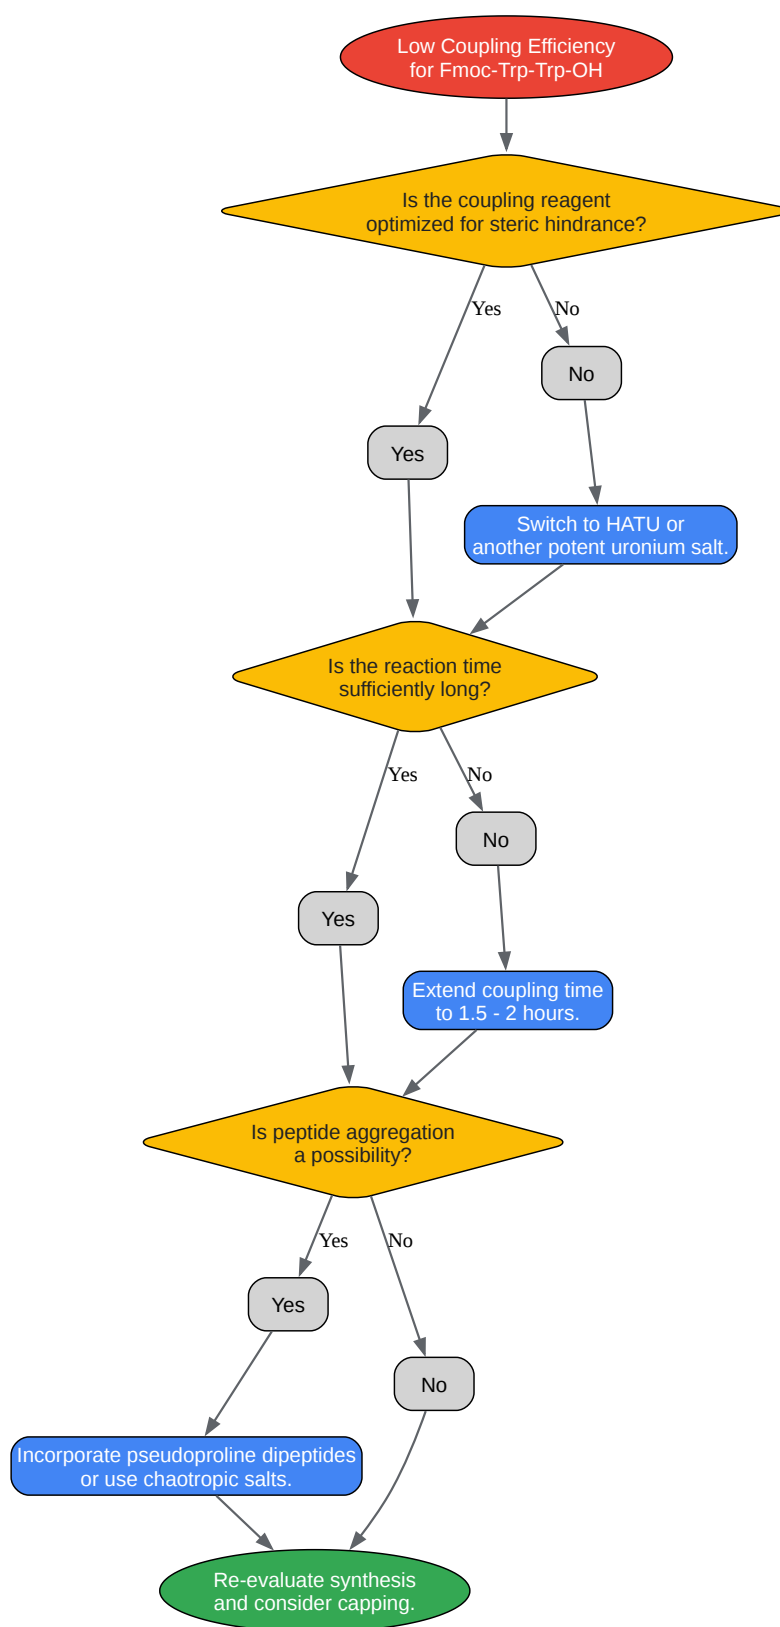 Low Coupling Efficiency
for Fmoc-Trp-Trp-OH
Is the coupling reagent
optimized for steric hindrance?
Yes
No
No
Yes
Switch to HATU or
another potent uronium salt.
Is the reaction time
sufficiently long?
Yes
No
No
Yes
Extend coupling time
to 1.5 - 2 hours.
Is peptide aggregation
a possibility?
Yes
No
Yes
No
Incorporate pseudoproline dipeptides
or use chaotropic salts.
Re-evaluate synthesis
and consider capping.